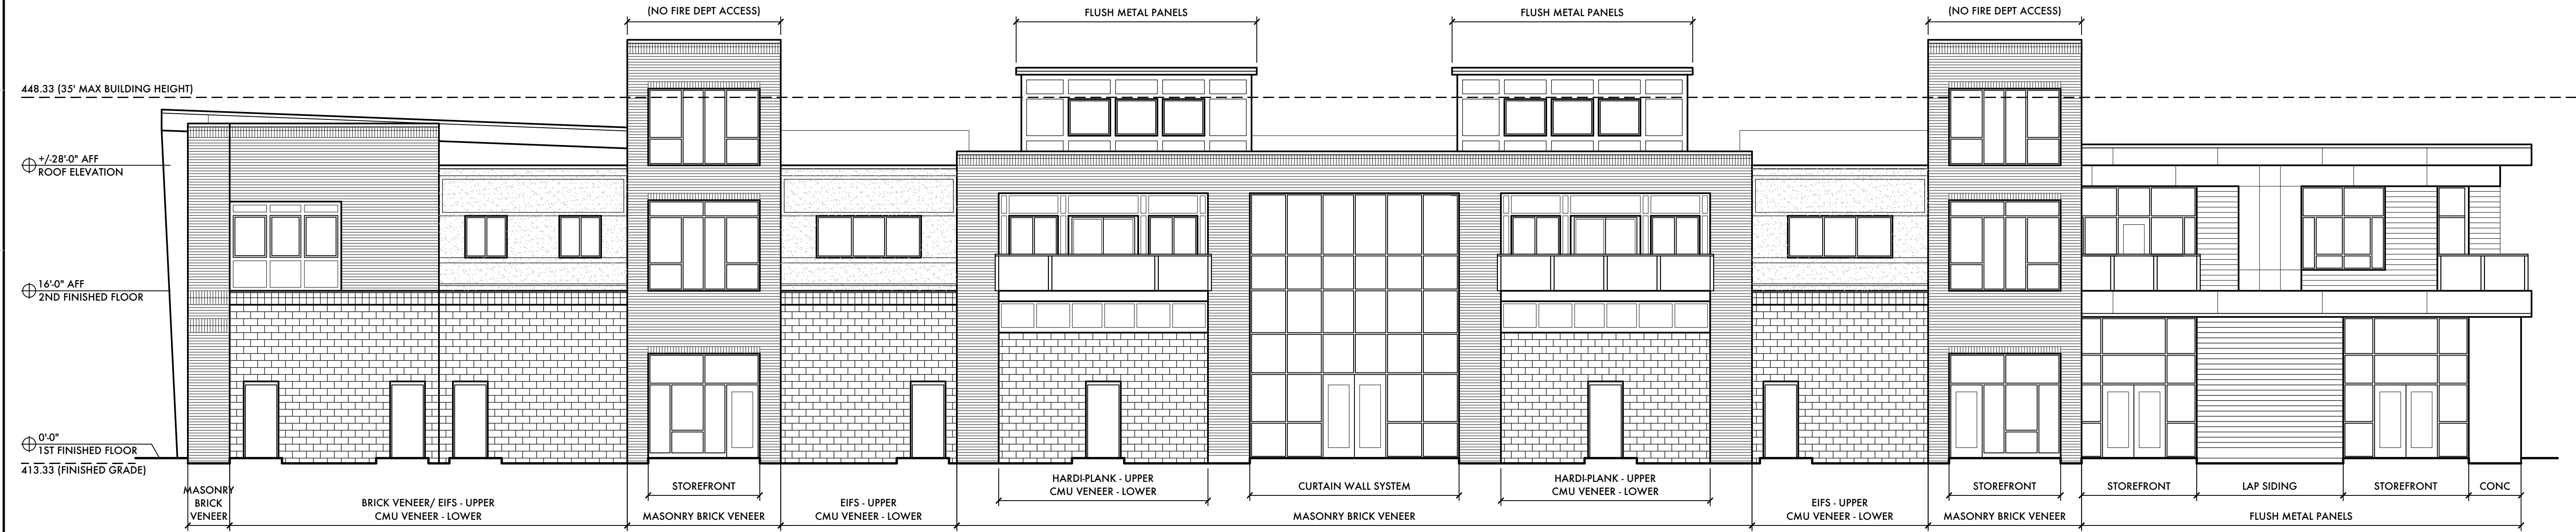 (NO FIRE DEPT ACCESS)
FLUSH METAL PANELS
FLUSH METAL PANELS
(NO FIRE DEPT ACCESS)
448.33 (35' MAX BUILDING HEIGHT)
+/-28'-0" AFF
ROOF ELEVATION
16'-0" AFF
2ND FINISHED FLOOR
0'-0"
1ST FINISHED FLOOR
413.33 (FINISHED GRADE)
MASONRY
BRICK
VENEER
BRICK VENEER/ EIFS - UPPER
CMU VENEER - LOWER
STOREFRONT
MASONRY BRICK VENEER
EIFS - UPPER
CMU VENEER - LOWER
HARDI-PLANK - UPPER
CMU VENEER - LOWER
CURTAIN WALL SYSTEM
HARDI-PLANK - UPPER
CMU VENEER - LOWER
MASONRY BRICK VENEER
EIFS - UPPER
CMU VENEER - LOWER
STOREFRONT
MASONRY BRICK VENEER
STOREFRONT
LAP SIDING
STOREFRONT
CONC
FLUSH METAL PANELS